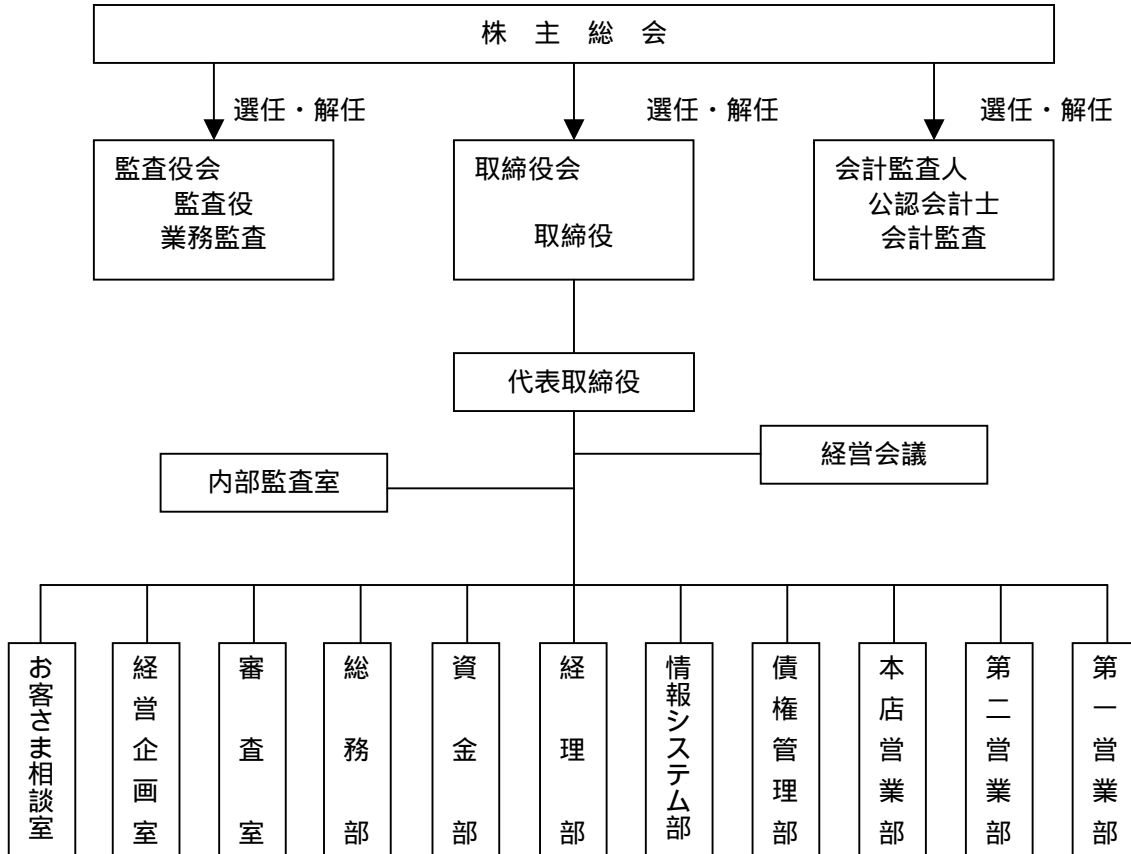 株　主　総　会
選任・解任
選任・解任
選任・解任
監査役会
監査役
業務監査
取締役会
取締役
会計監査人
公認会計士
会計監査
代表取締役
経営会議
内部監査室
お客さま相談室
経営企画室
審査室
総務部
資金部
経理部
情報システム部
債権管理部
本店営業部
第二営業部
第一営業部